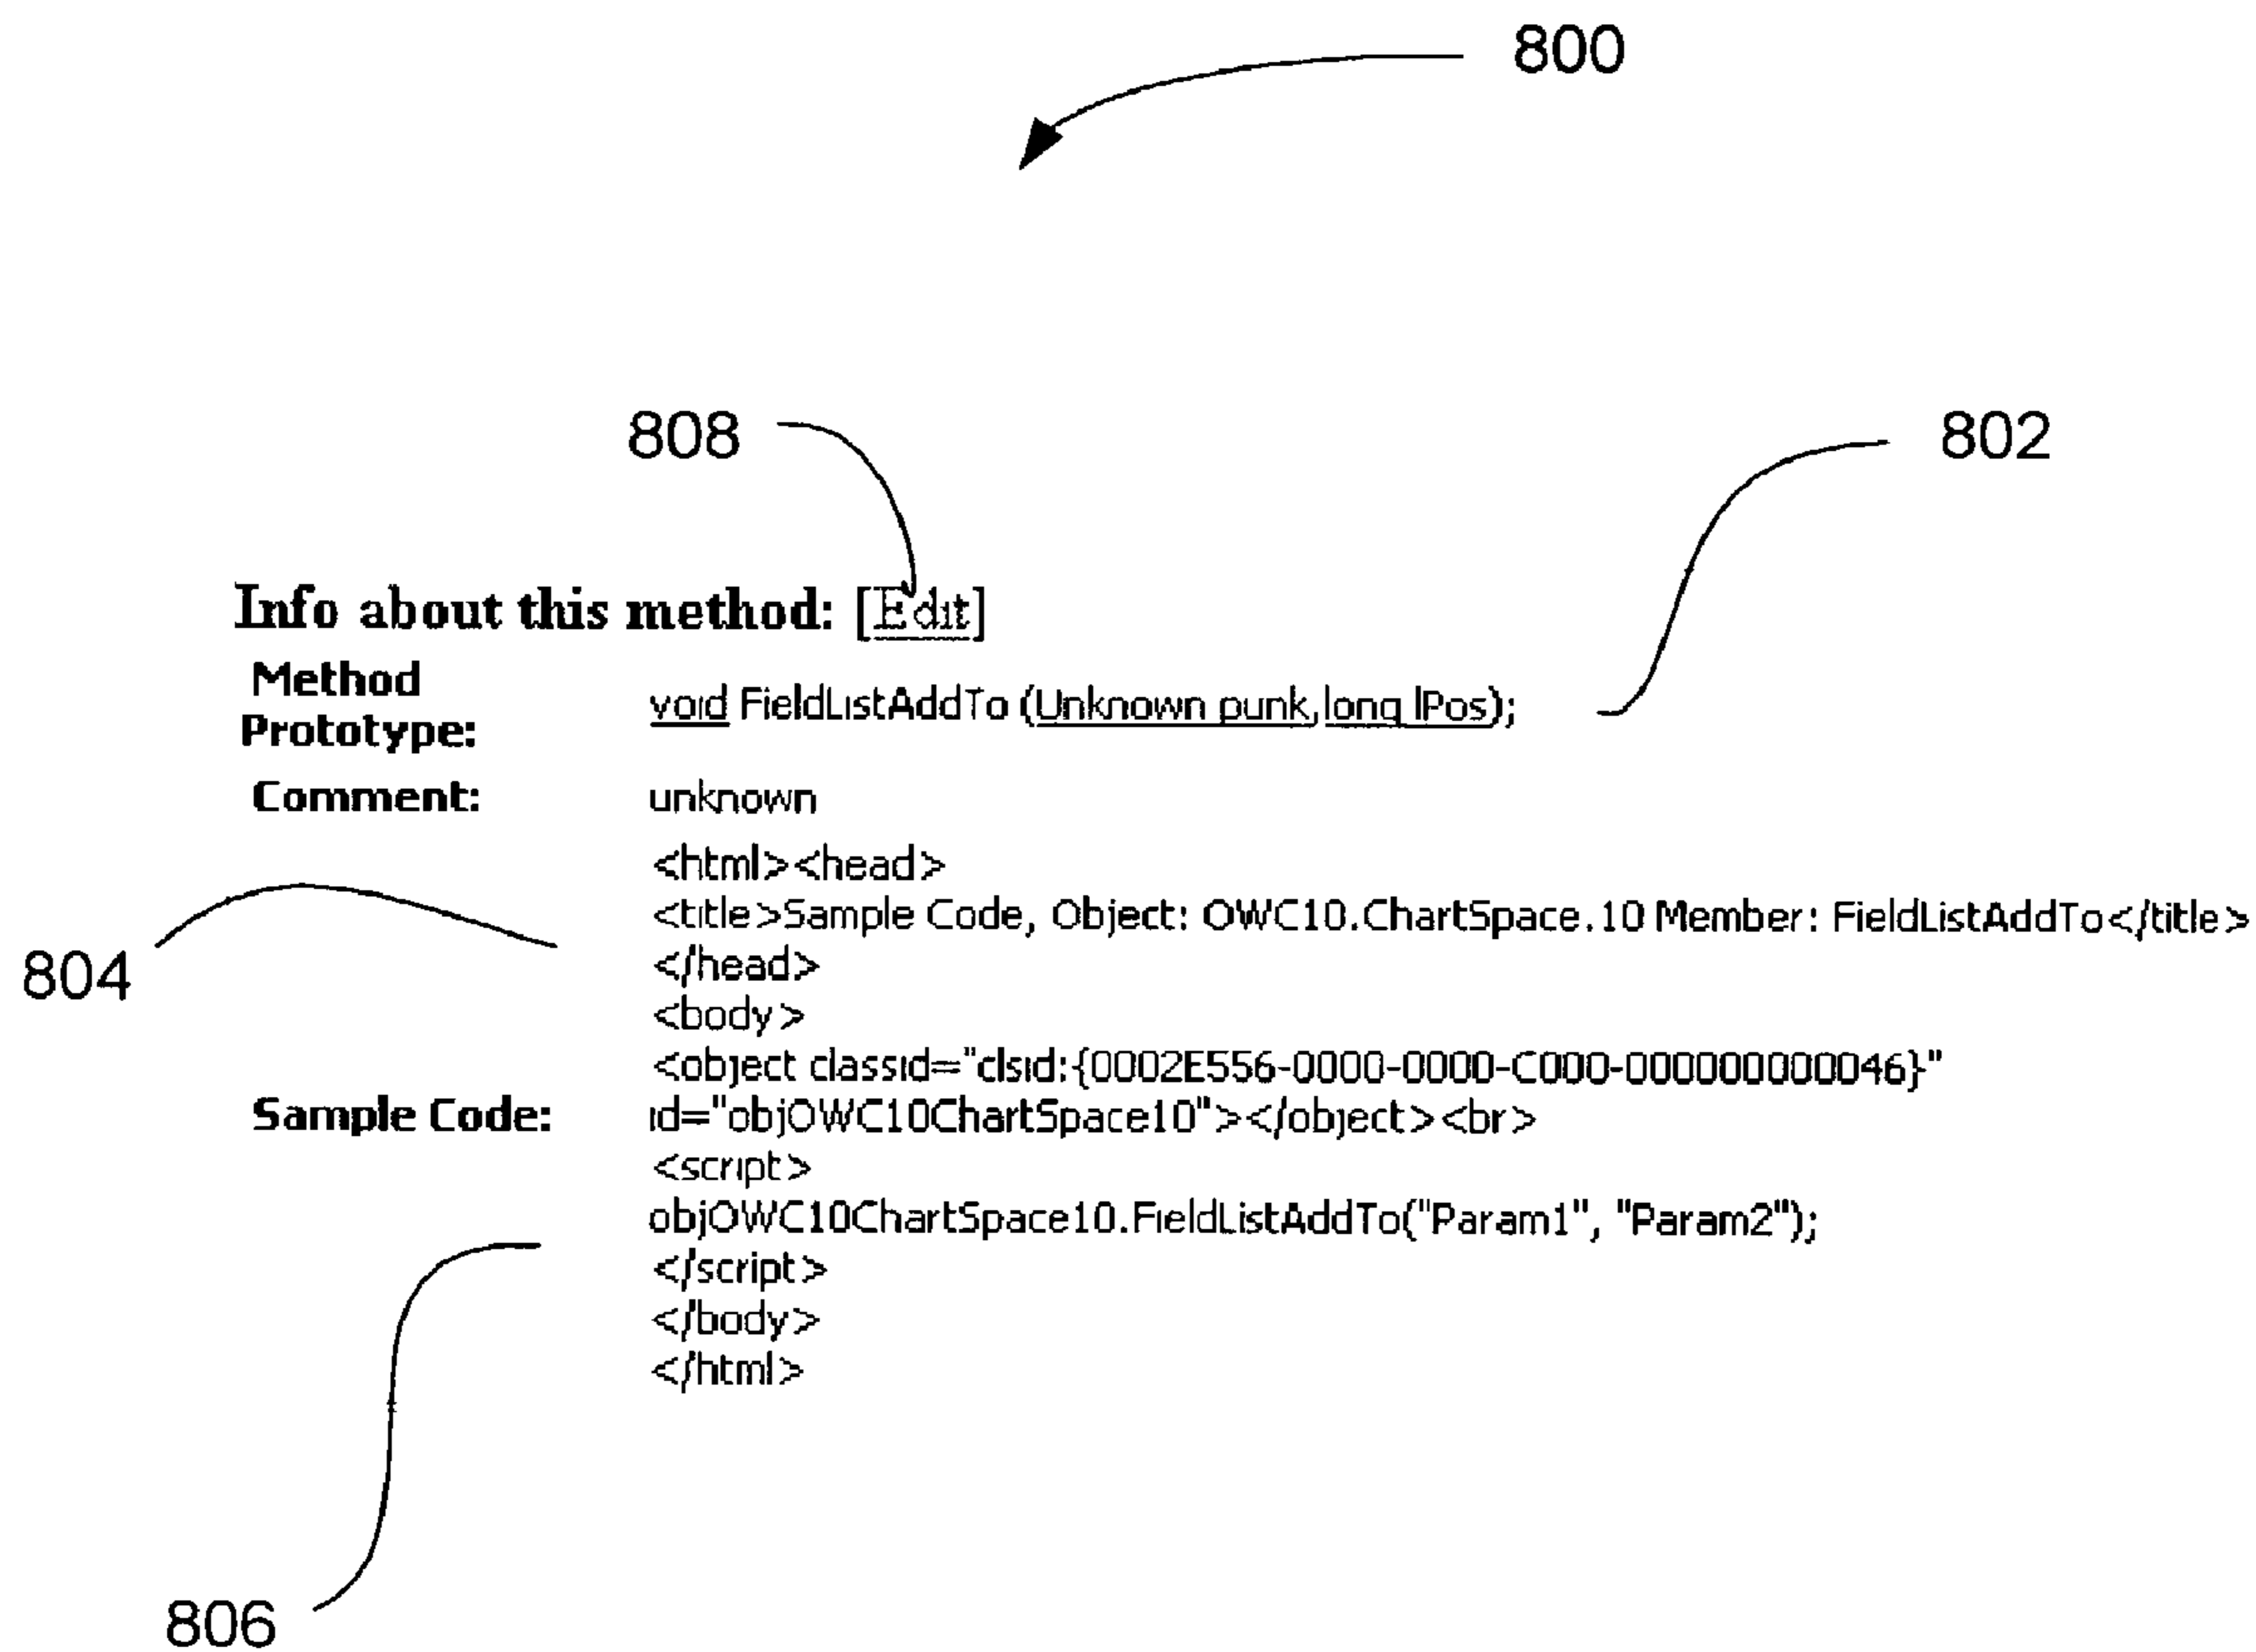 800
808
802
Info about this method: [Edit]
Method
Prototype:
void FieldListAddTo (Unknown punk,long lPos);
Comment:
unknown
<html><head>
<title>Sample Code, Object: OWC10.ChartSpace.10 Member: FieldListAddTo</title>
</head>
804
<body>
<object classid="clsid:{0002E556-0000-0000-C000-000000000046}"
Sample Code:
id="objOWC10ChartSpace10"></object><br>
<script>
objOWC10ChartSpace10.FieldListAddTo("Param1", "Param2");
</script>
</body>
</html>
806